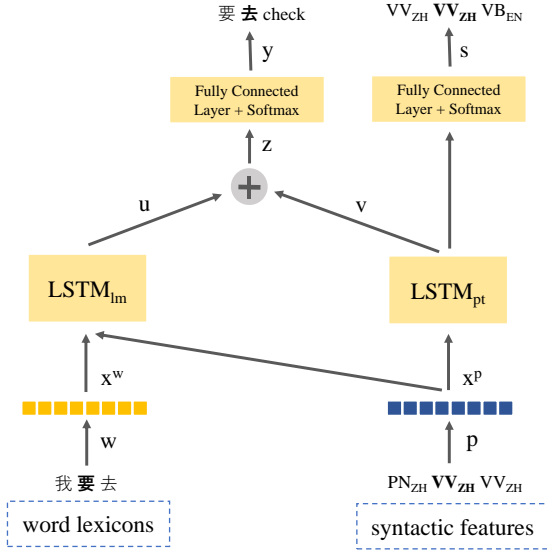 要 去 check
VV_ZH VV_ZH VB_EN
y
s
Fully Connected
Layer + Softmax
Fully Connected
Layer + Softmax
z
+
u
v
LSTM_lm
LSTM_pt
x^w
x^p
w
p
我 要 去
PN_ZH VV_ZH VV_ZH
word lexicons
syntactic features